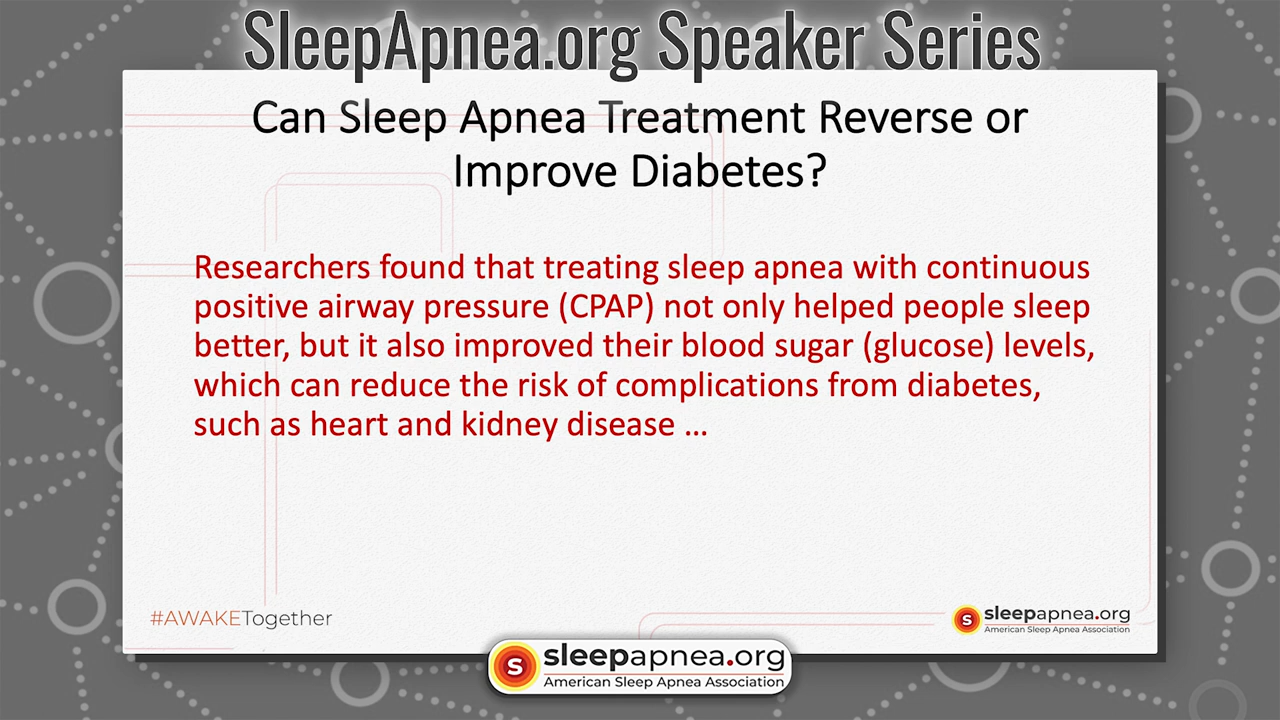 SleepApnea.org Speaker Series
Can Sleep Apnea Treatment Reverse or
Improve Diabetes?
Researchers found that treating sleep apnea with continuous
positive airway pressure (CPAP) not only helped people sleep
better, but it also improved their blood sugar (glucose) levels,
which can reduce the risk of complications from diabetes,
such as heart and kidney disease ...
#AWAKETogether
S sleepapnea.org
American Sleep Apnea Association
S sleepapnea.org
American Sleep Apnea Association